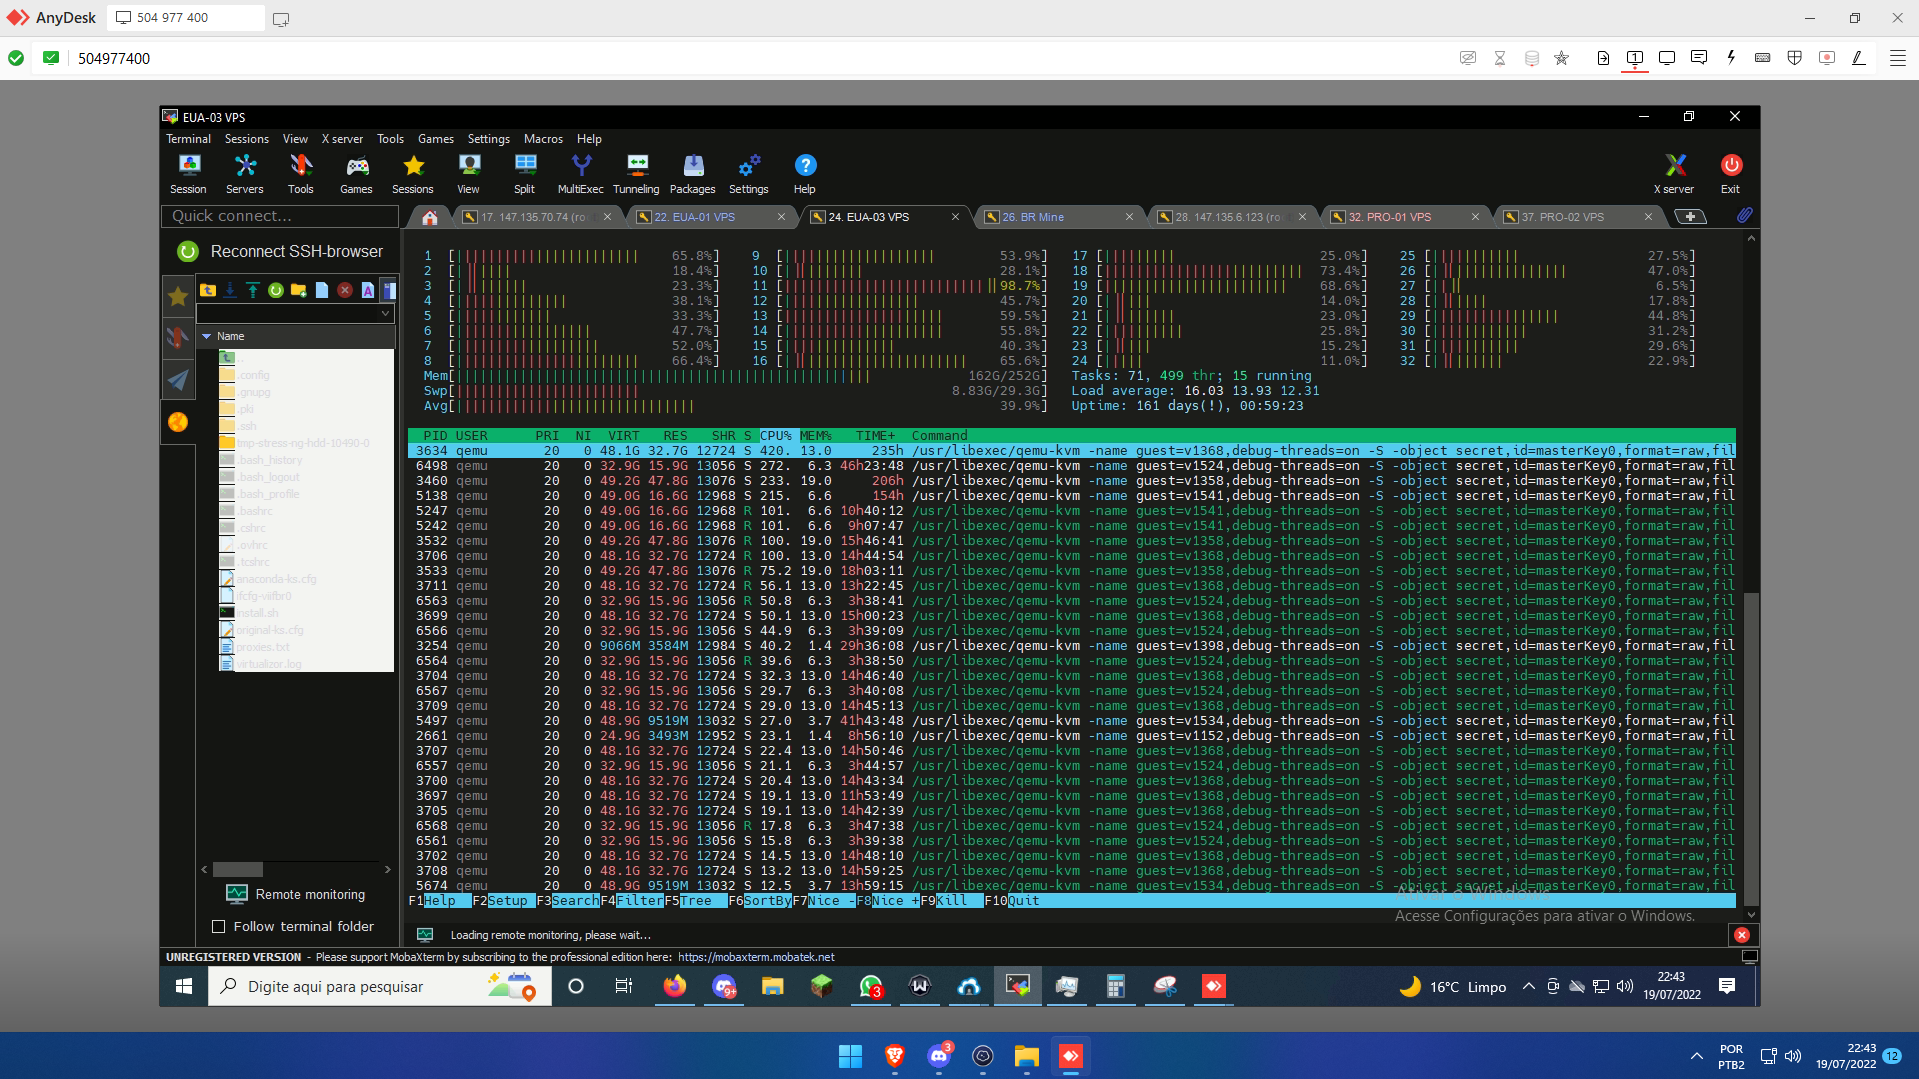 AnyDesk 504 977 400
504977400
EUA-03 VPS
Terminal Sessions View X server Tools Games Settings Macros Help
Session Servers Tools Games Sessions View Split MultiExec Tunneling Packages Settings Help X server Exit
Quick connect...
17. 147.135.70.74 (ro 22. EUA-01 VPS 24. EUA-03 VPS 26. BR Mine 28. 147.135.6.123 (ro 32. PRO-01 VPS 37. PRO-02 VPS
Reconnect SSH-browser
Name
..
.config
.gnupg
.pki
.ssh
tmp-stress-ng-hdd-10490-0
.bash_history
.bash_logout
.bash_profile
.bashrc
.cshrc
.ovhrc
.tcshrc
anaconda-ks.cfg
ifcfg-viifbr0
install.sh
original-ks.cfg
proxies.txt
virtualizor.log
Remote monitoring
Follow terminal folder
1 [ 65.8%] 9 [ 53.9%] 17 [ 25.0%] 25 [ 27.5%]
2 [ 18.4%] 10 [ 28.1%] 18 [ 73.4%] 26 [ 47.0%]
3 [ 23.3%] 11 [ 98.7%] 19 [ 68.6%] 27 [ 6.5%]
4 [ 38.1%] 12 [ 45.7%] 20 [ 14.0%] 28 [ 17.8%]
5 [ 33.3%] 13 [ 59.5%] 21 [ 23.0%] 29 [ 44.8%]
6 [ 47.7%] 14 [ 55.8%] 22 [ 25.8%] 30 [ 31.2%]
7 [ 52.0%] 15 [ 40.3%] 23 [ 15.2%] 31 [ 29.6%]
8 [ 66.4%] 16 [ 65.6%] 24 [ 11.0%] 32 [ 22.9%]
Mem[ 162G/252G] Tasks: 71, 499 thr; 15 running
Swp[ 8.83G/29.3G] Load average: 16.03 13.93 12.31
Avg[ 39.9%] Uptime: 161 days(!), 00:59:23
PID USER PRI NI VIRT RES SHR S CPU% MEM% TIME+ Command
3634 qemu 20 0 48.1G 32.7G 12724 S 420. 13.0 235h /usr/libexec/qemu-kvm -name guest=v1368,debug-threads=on -S -object secret,id=masterKey0,format=raw,fil
6498 qemu 20 0 32.9G 15.9G 13056 S 272. 6.3 46h23:48 /usr/libexec/qemu-kvm -name guest=v1524,debug-threads=on -S -object secret,id=masterKey0,format=raw,fil
3460 qemu 20 0 49.2G 47.8G 13076 S 233. 19.0 206h /usr/libexec/qemu-kvm -name guest=v1358,debug-threads=on -S -object secret,id=masterKey0,format=raw,fil
5138 qemu 20 0 49.0G 16.6G 12968 S 215. 6.6 154h /usr/libexec/qemu-kvm -name guest=v1541,debug-threads=on -S -object secret,id=masterKey0,format=raw,fil
5247 qemu 20 0 49.0G 16.6G 12968 R 101. 6.6 10h40:12 /usr/libexec/qemu-kvm -name guest=v1541,debug-threads=on -S -object secret,id=masterKey0,format=raw,fil
5242 qemu 20 0 49.0G 16.6G 12968 R 101. 6.6 9h07:47 /usr/libexec/qemu-kvm -name guest=v1541,debug-threads=on -S -object secret,id=masterKey0,format=raw,fil
3532 qemu 20 0 49.2G 47.8G 13076 R 100. 19.0 15h46:41 /usr/libexec/qemu-kvm -name guest=v1358,debug-threads=on -S -object secret,id=masterKey0,format=raw,fil
3706 qemu 20 0 48.1G 32.7G 12724 R 100. 13.0 14h44:54 /usr/libexec/qemu-kvm -name guest=v1368,debug-threads=on -S -object secret,id=masterKey0,format=raw,fil
3533 qemu 20 0 49.2G 47.8G 13076 R 75.2 19.0 18h03:11 /usr/libexec/qemu-kvm -name guest=v1358,debug-threads=on -S -object secret,id=masterKey0,format=raw,fil
3711 qemu 20 0 48.1G 32.7G 12724 R 56.1 13.0 13h22:45 /usr/libexec/qemu-kvm -name guest=v1368,debug-threads=on -S -object secret,id=masterKey0,format=raw,fil
6563 qemu 20 0 32.9G 15.9G 13056 R 50.8 6.3 3h38:41 /usr/libexec/qemu-kvm -name guest=v1524,debug-threads=on -S -object secret,id=masterKey0,format=raw,fil
3699 qemu 20 0 48.1G 32.7G 12724 S 50.1 13.0 15h00:23 /usr/libexec/qemu-kvm -name guest=v1368,debug-threads=on -S -object secret,id=masterKey0,format=raw,fil
6566 qemu 20 0 32.9G 15.9G 13056 S 44.9 6.3 3h39:09 /usr/libexec/qemu-kvm -name guest=v1524,debug-threads=on -S -object secret,id=masterKey0,format=raw,fil
3254 qemu 20 0 9066M 3584M 12984 S 40.2 1.4 29h36:08 /usr/libexec/qemu-kvm -name guest=v1398,debug-threads=on -S -object secret,id=masterKey0,format=raw,fil
6564 qemu 20 0 32.9G 15.9G 13056 R 39.6 6.3 3h38:50 /usr/libexec/qemu-kvm -name guest=v1524,debug-threads=on -S -object secret,id=masterKey0,format=raw,fil
3704 qemu 20 0 48.1G 32.7G 12724 S 32.3 13.0 14h46:40 /usr/libexec/qemu-kvm -name guest=v1368,debug-threads=on -S -object secret,id=masterKey0,format=raw,fil
6567 qemu 20 0 32.9G 15.9G 13056 S 29.7 6.3 3h40:08 /usr/libexec/qemu-kvm -name guest=v1524,debug-threads=on -S -object secret,id=masterKey0,format=raw,fil
3709 qemu 20 0 48.1G 32.7G 12724 S 29.0 13.0 14h45:13 /usr/libexec/qemu-kvm -name guest=v1368,debug-threads=on -S -object secret,id=masterKey0,format=raw,fil
5497 qemu 20 0 48.9G 9519M 13032 S 27.0 3.7 41h43:48 /usr/libexec/qemu-kvm -name guest=v1534,debug-threads=on -S -object secret,id=masterKey0,format=raw,fil
2661 qemu 20 0 24.9G 3493M 12952 S 23.1 1.4 8h56:10 /usr/libexec/qemu-kvm -name guest=v1152,debug-threads=on -S -object secret,id=masterKey0,format=raw,fil
3707 qemu 20 0 48.1G 32.7G 12724 S 22.4 13.0 14h50:46 /usr/libexec/qemu-kvm -name guest=v1368,debug-threads=on -S -object secret,id=masterKey0,format=raw,fil
6557 qemu 20 0 32.9G 15.9G 13056 S 21.1 6.3 3h44:57 /usr/libexec/qemu-kvm -name guest=v1524,debug-threads=on -S -object secret,id=masterKey0,format=raw,fil
3700 qemu 20 0 48.1G 32.7G 12724 S 20.4 13.0 14h43:34 /usr/libexec/qemu-kvm -name guest=v1368,debug-threads=on -S -object secret,id=masterKey0,format=raw,fil
3697 qemu 20 0 48.1G 32.7G 12724 S 19.1 13.0 11h53:49 /usr/libexec/qemu-kvm -name guest=v1368,debug-threads=on -S -object secret,id=masterKey0,format=raw,fil
3705 qemu 20 0 48.1G 32.7G 12724 S 19.1 13.0 14h42:39 /usr/libexec/qemu-kvm -name guest=v1368,debug-threads=on -S -object secret,id=masterKey0,format=raw,fil
6568 qemu 20 0 32.9G 15.9G 13056 R 17.8 6.3 3h47:38 /usr/libexec/qemu-kvm -name guest=v1524,debug-threads=on -S -object secret,id=masterKey0,format=raw,fil
6561 qemu 20 0 32.9G 15.9G 13056 S 15.8 6.3 3h39:38 /usr/libexec/qemu-kvm -name guest=v1524,debug-threads=on -S -object secret,id=masterKey0,format=raw,fil
3702 qemu 20 0 48.1G 32.7G 12724 S 14.5 13.0 14h48:10 /usr/libexec/qemu-kvm -name guest=v1368,debug-threads=on -S -object secret,id=masterKey0,format=raw,fil
3708 qemu 20 0 48.1G 32.7G 12724 S 13.2 13.0 14h59:25 /usr/libexec/qemu-kvm -name guest=v1368,debug-threads=on -S -object secret,id=masterKey0,format=raw,fil
5674 qemu 20 0 48.9G 9519M 13032 S 12.5 3.7 13h59:15 /usr/libexec/qemu-kvm -name guest=v1534,debug-threads=on -S -object secret,id=masterKey0,format=raw,fil
F1Help F2Setup F3SearchF4FilterF5Tree F6SortByF7Nice -F8Nice +F9Kill F10Quit
Ativar o Windows
Acesse Configurações para ativar o Windows.
Loading remote monitoring, please wait...
UNREGISTERED VERSION - Please support MobaXterm by subscribing to the professional edition here: https://mobaxterm.mobatek.net
Digite aqui para pesquisar 9+ 3 16°C Limpo 22:43
19/07/2022
3 POR
PTB2
22:43
19/07/2022
12